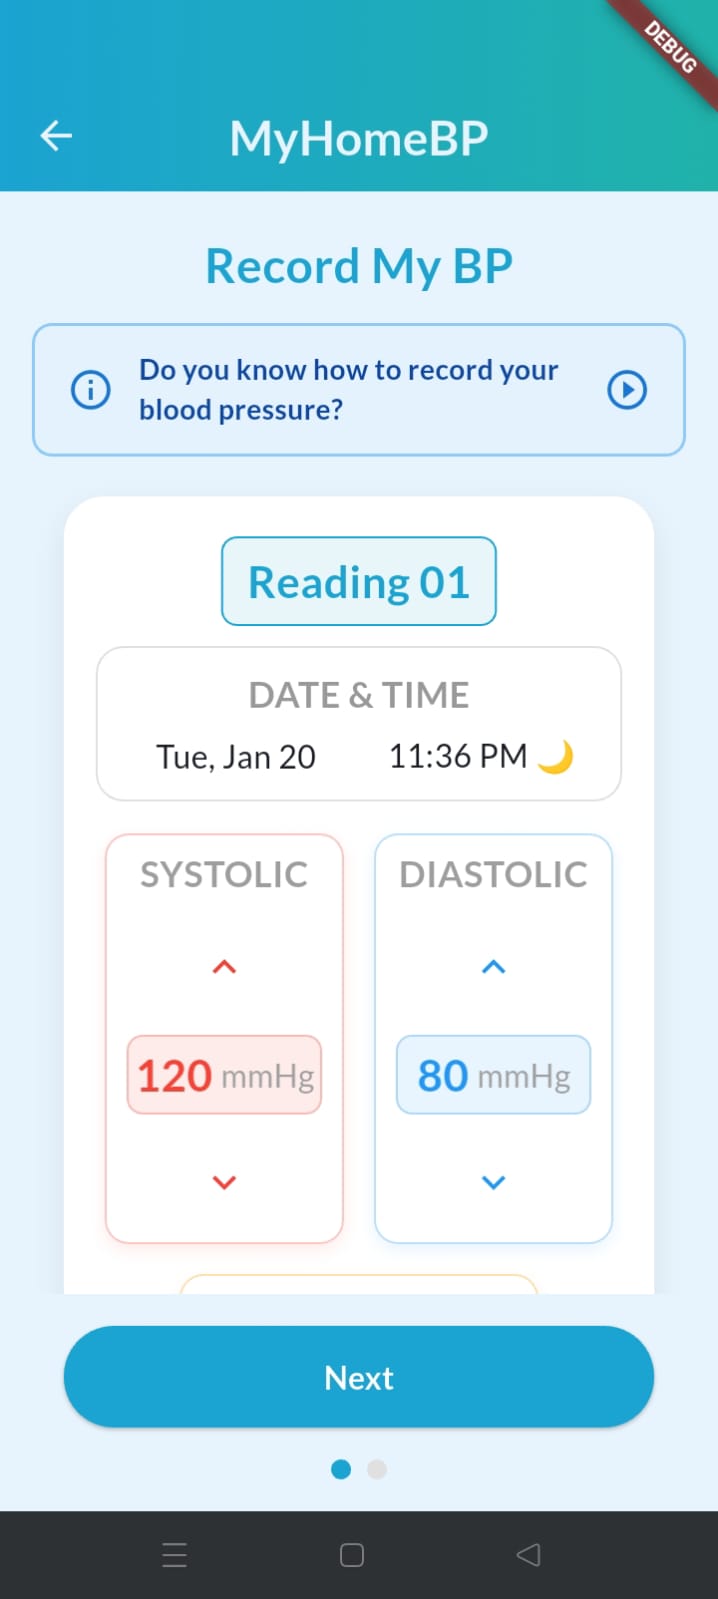 DEBUG
MyHomeBP
Record My BP
Do you know how to record your
blood pressure?
Reading 01
DATE & TIME
Tue, Jan 20 11:36 PM 🌙
SYSTOLIC DIASTOLIC
120 mmHg 80 mmHg
Next